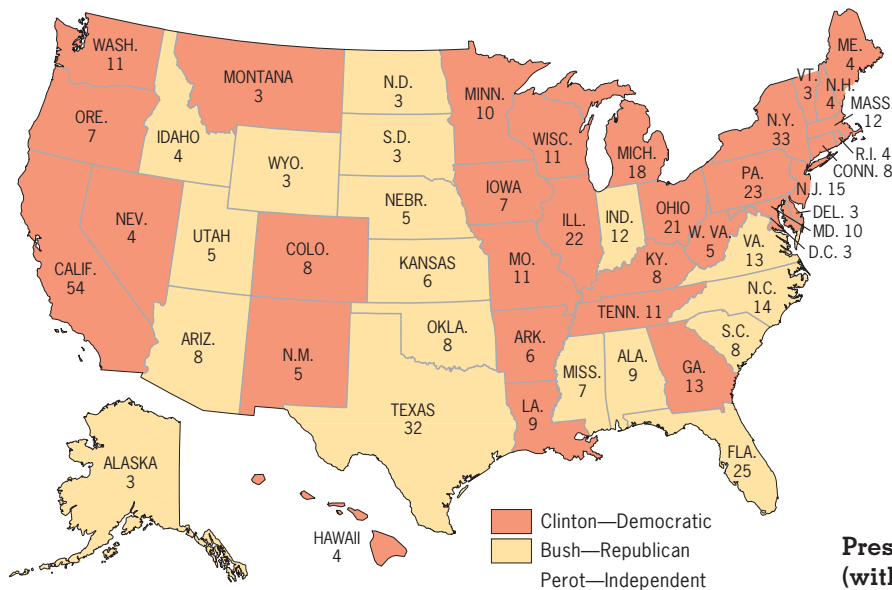 WASH.
11
ORE.
7
CALIF.
54
NEV.
4
IDAHO
4
MONTANA
3
WYO.
3
UTAH
5
COLO.
8
ARIZ.
8
N.M.
5
N.D.
3
S.D.
3
NEBR.
5
KANSAS
6
OKLA.
8
TEXAS
32
MINN.
10
IOWA
7
MO.
11
ARK.
6
LA.
9
WISC.
11
ILL.
22
MICH.
18
IND.
12
OHIO
21
KY.
8
TENN. 11
MISS.
7
ALA.
9
GA.
13
FLA.
25
S.C.
8
N.C.
14
VA.
13
W. VA.
5
PA.
23
N.Y.
33
VT.
3
N.H.
4
ME.
4
MASS
12
R.I. 4
CONN. 8
N.J. 15
DEL. 3
MD. 10
D.C. 3
ALASKA
3
HAWAII
4
Clinton—Democratic
Bush—Republican
Perot—Independent
Pres
(with